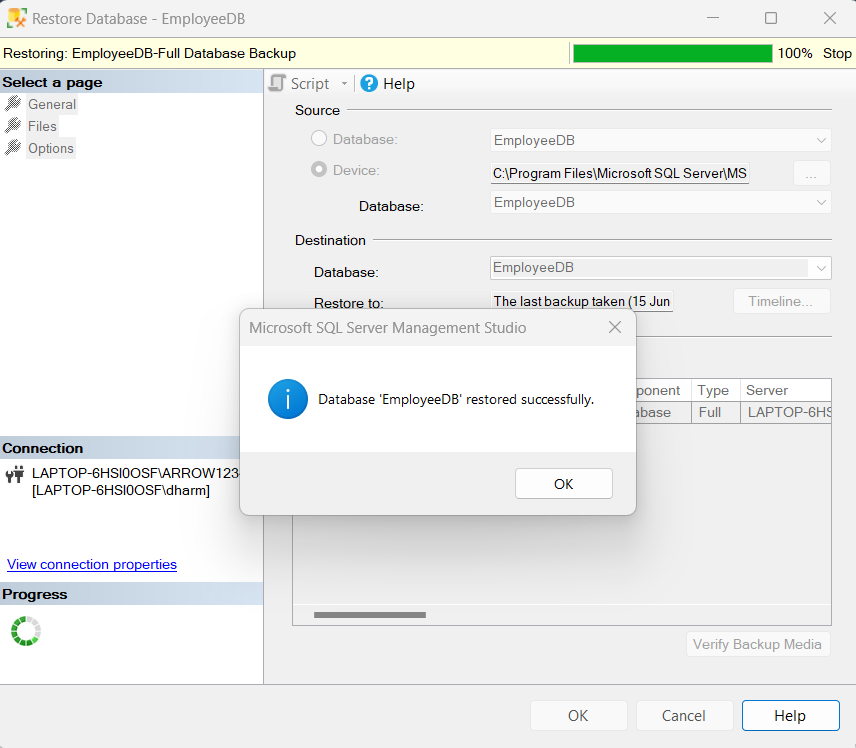 Restore Database - EmployeeDB
Restoring: EmployeeDB-Full Database Backup
100% Stop
Select a page
General
Files
Options
Script
Help
Source
Database: EmployeeDB
Device: C:\Program Files\Microsoft SQL Server\MS ...
Database: EmployeeDB
Destination
Database: EmployeeDB
Restore to: The last backup taken (15 Jun Timeline...
Microsoft SQL Server Management Studio
Database 'EmployeeDB' restored successfully.
OK
ponent Type Server
abase Full LAPTOP-6HS
Connection
LAPTOP-6HSI0OSF\ARROW123
[LAPTOP-6HSI0OSF\dharm]
View connection properties
Progress
Verify Backup Media
OK Cancel Help